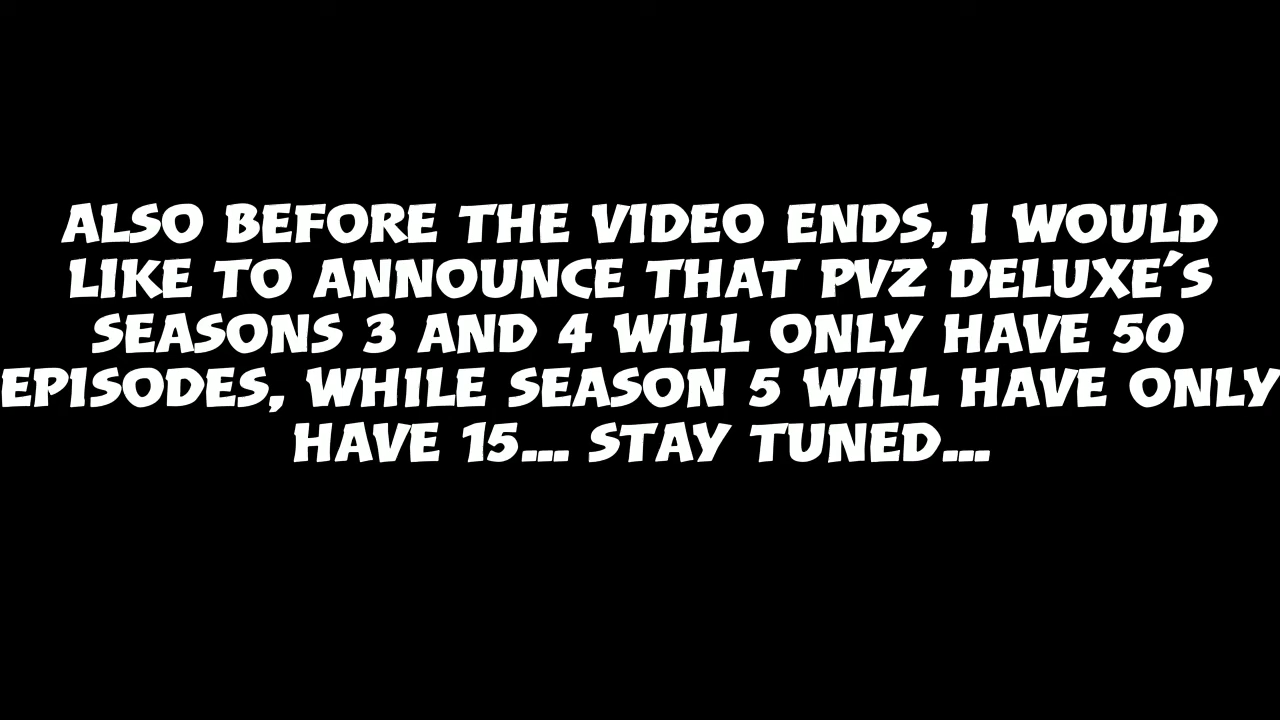 ALSO BEFORE THE VIDEO ENDS, I WOULD
LIKE TO ANNOUNCE THAT PVZ DELUXE'S
SEASONS 3 AND 4 WILL ONLY HAVE 50
EPISODES, WHILE SEASON 5 WILL HAVE ONLY
HAVE 15... STAY TUNED...